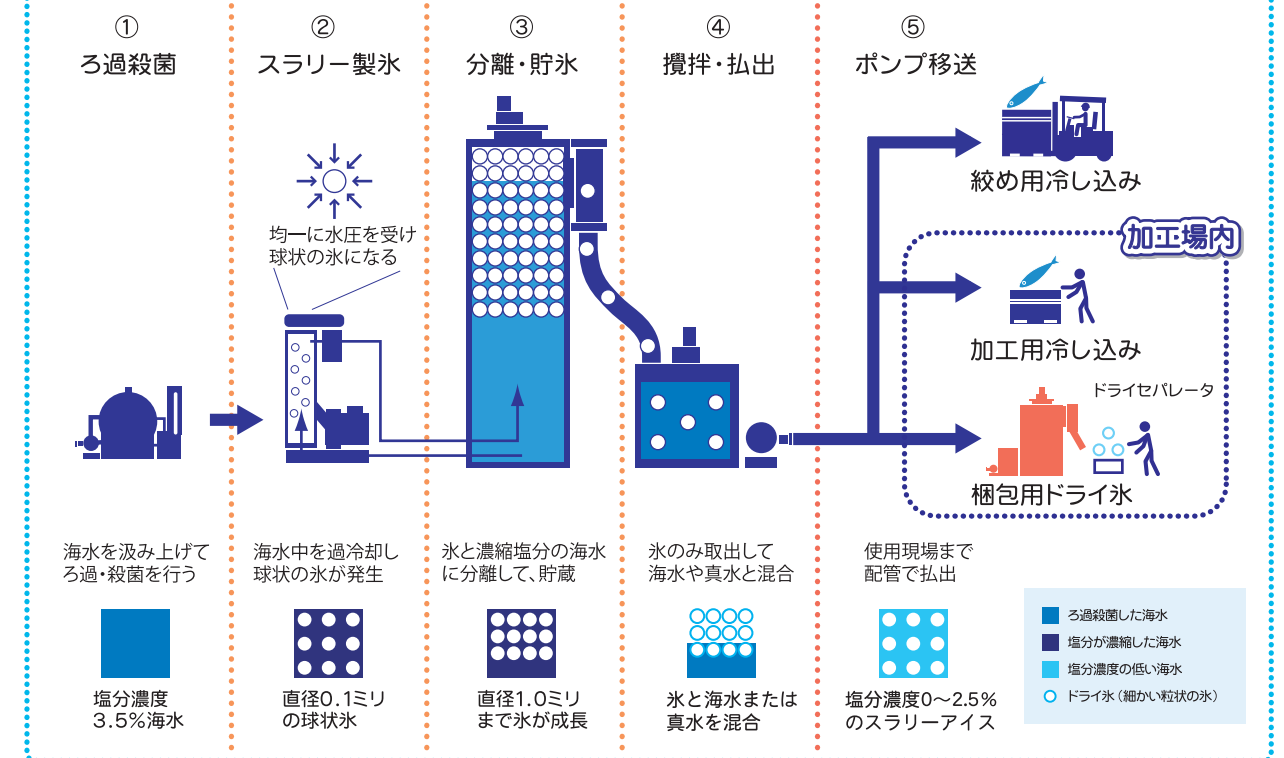 ①
ろ過殺菌
②
スラリー製氷
③
分離・貯氷
④
攪拌・払出
⑤
ポンプ移送
均一に水圧を受け
球状の氷になる
絞め用冷し込み
加工場内
加工用冷し込み
ドライセパレータ
梱包用ドライ氷
海水を汲み上げて
ろ過・殺菌を行う
塩分濃度
3.5%海水
海水中を過冷却し
球状の氷が発生
直径0.1ミリ
の球状氷
氷と濃縮塩分の海水
に分離して、貯蔵
直径1.0ミリ
まで氷が成長
氷のみ取出して
海水や真水と混合
氷と海水または
真水を混合
使用現場まで
配管で払出
塩分濃度0〜2.5%
のスラリーアイス
ろ過殺菌した海水
塩分が濃縮した海水
塩分濃度の低い海水
ドライ氷（細かい粒状の氷）